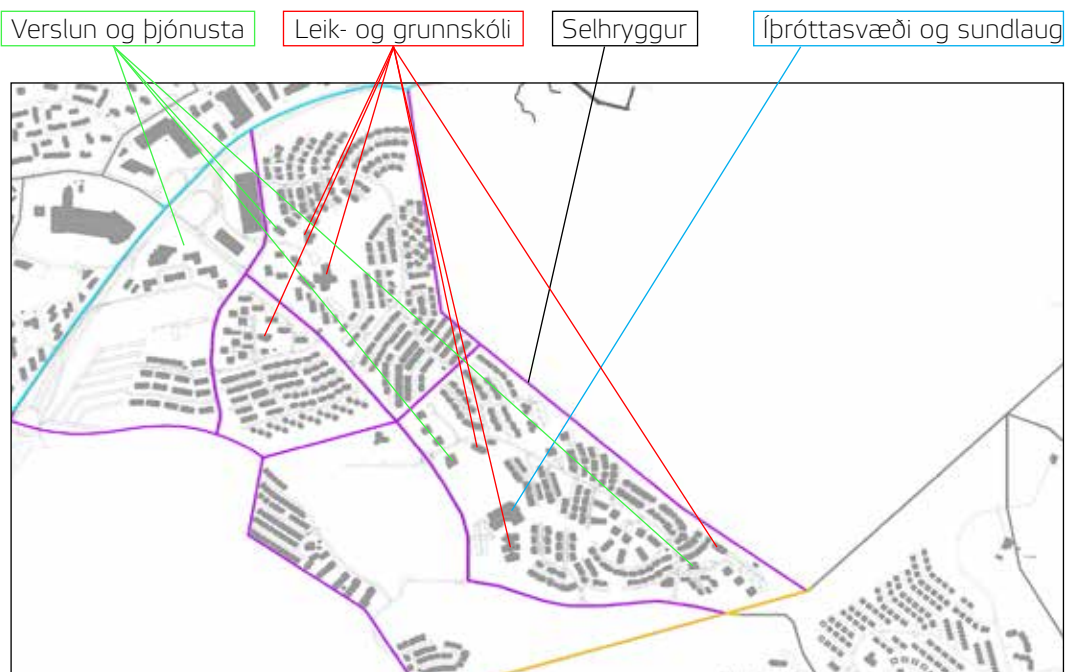 Verslun og þjónusta
Leik- og grunnskóli
Selhryggur
Íþróttasvæði og sundlaug